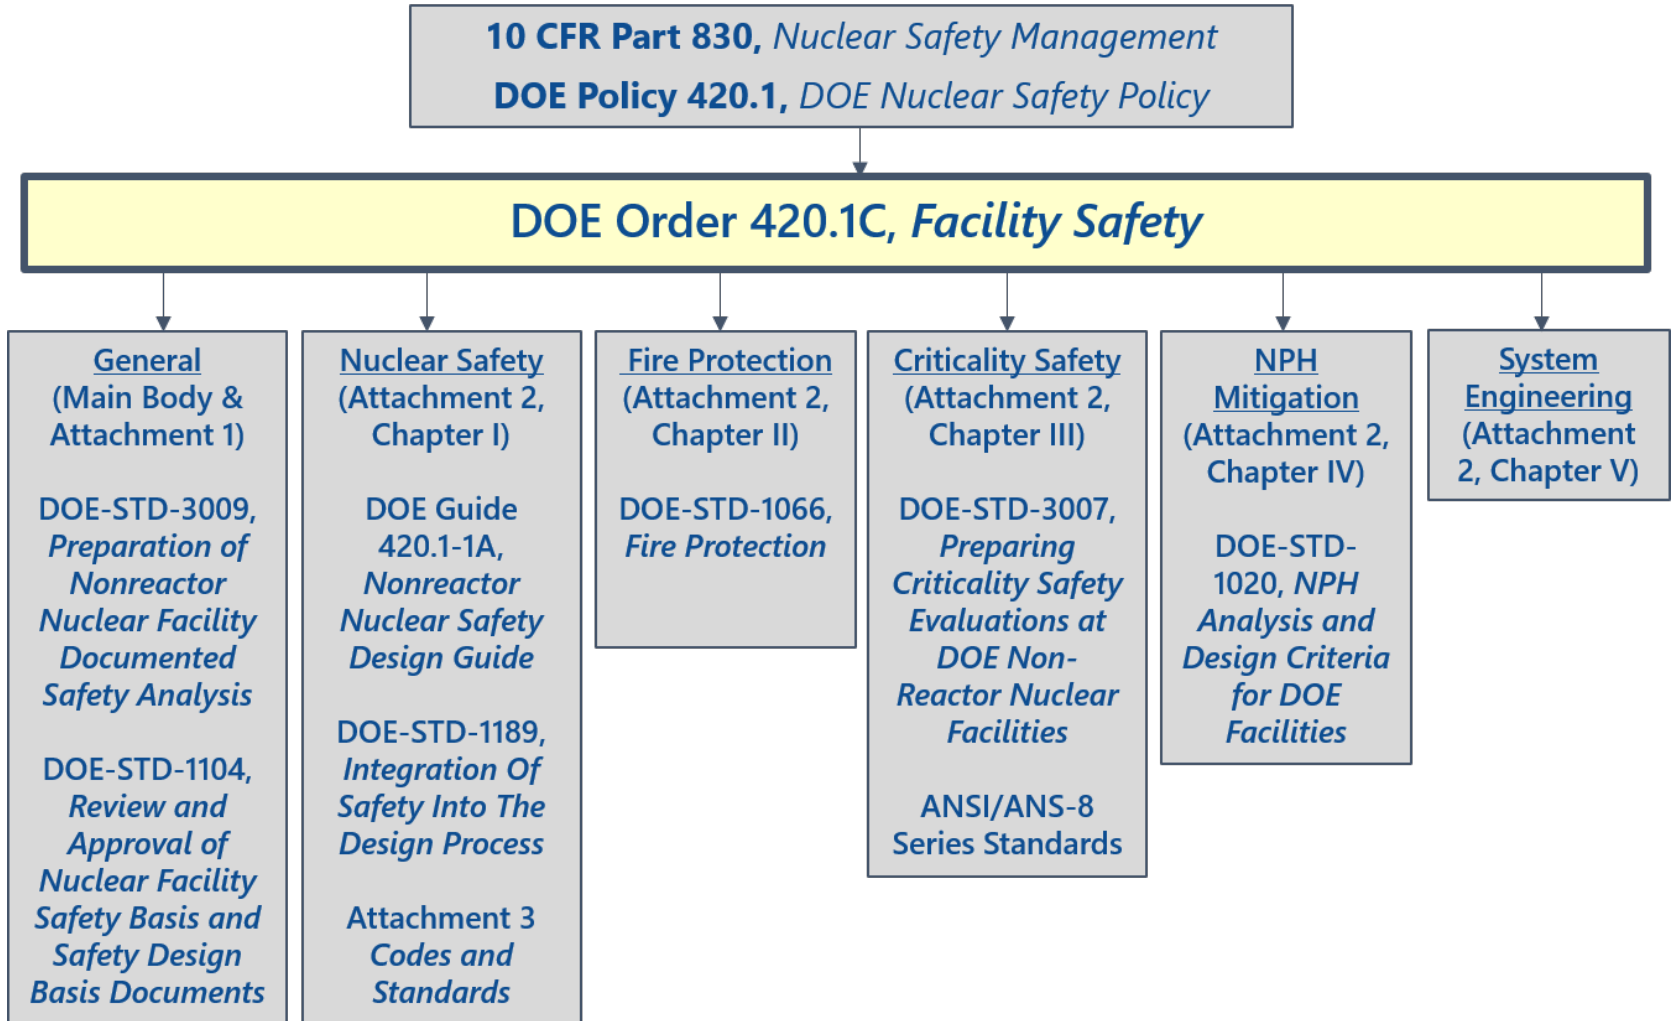 10 CFR Part 830, Nuclear Safety Management
DOE Policy 420.1, DOE Nuclear Safety Policy
DOE Order 420.1C, Facility Safety
General
(Main Body &
Attachment 1)
DOE-STD-3009,
Preparation of
Nonreactor
Nuclear Facility
Documented
Safety Analysis
DOE-STD-1104,
Review and
Approval of
Nuclear Facility
Safety Basis and
Safety Design
Basis Documents
Nuclear Safety
(Attachment 2,
Chapter I)
DOE Guide
420.1-1A,
Nonreactor
Nuclear Safety
Design Guide
DOE-STD-1189,
Integration Of
Safety Into The
Design Process
Attachment 3
Codes and
Standards
Fire Protection
(Attachment 2,
Chapter II)
DOE-STD-1066,
Fire Protection
Criticality Safety
(Attachment 2,
Chapter III)
DOE-STD-3007,
Preparing
Criticality Safety
Evaluations at
DOE Non-
Reactor Nuclear
Facilities
ANSI/ANS-8
Series Standards
NPH
Mitigation
(Attachment 2,
Chapter IV)
DOE-STD-
1020, NPH
Analysis and
Design Criteria
for DOE
Facilities
System
Engineering
(Attachment
2, Chapter V)